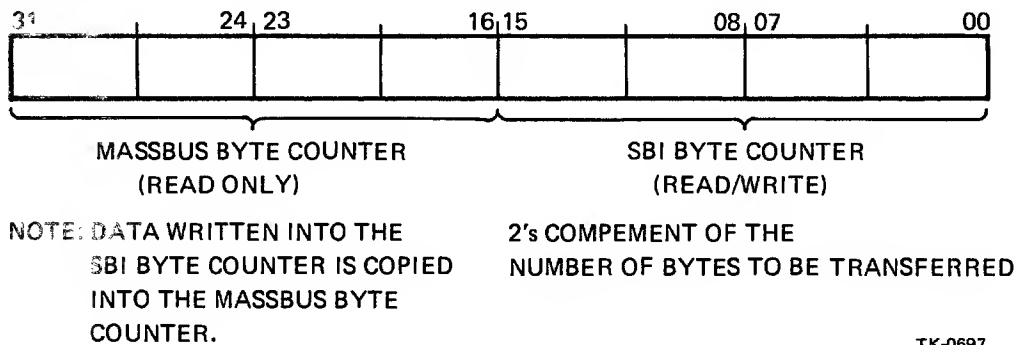 31 24 23 16 15 08 07 00
MASSBUS BYTE COUNTER
(READ ONLY)
SBI BYTE COUNTER
(READ/WRITE)
NOTE: DATA WRITTEN INTO THE
SBI BYTE COUNTER IS COPIED
INTO THE MASSBUS BYTE
COUNTER.
2's COMPEMENT OF THE
NUMBER OF BYTES TO BE TRANSFERRED
TK-0697